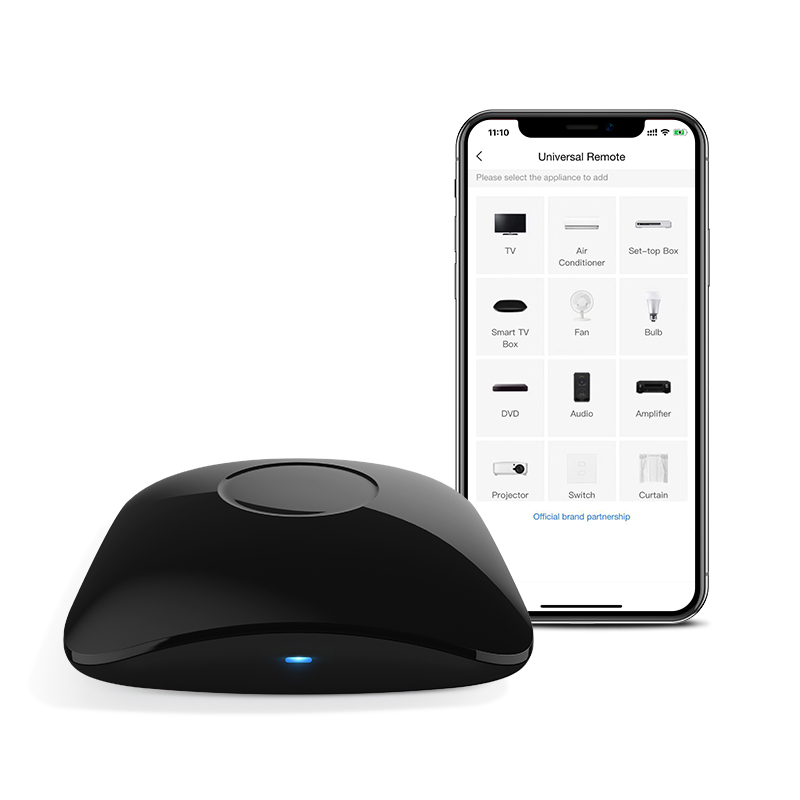 11:10
Universal Remote
Please select the appliance to add
TV
Air
Conditioner
Set-top Box
Smart TV
Box
Fan
Bulb
DVD
Audio
Amplifier
Projector
Switch
Curtain
Official brand partnership